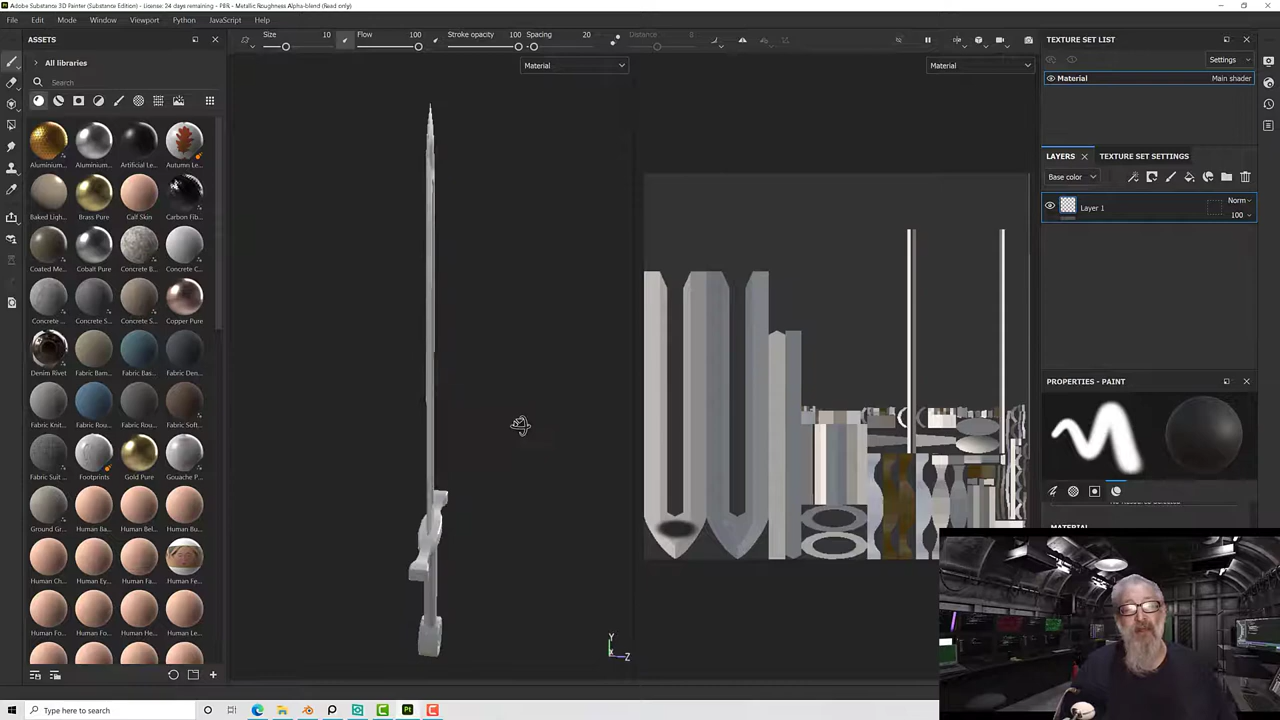 Adobe Substance 3D Painter (Substance Edition) - License: 24 days remaining - PBR - Metallic Roughness Alpha-blend (Read only)
File Edit Mode Window Viewport Python JavaScript Help
Size 10 Flow 100 Stroke opacity 100 Spacing 20 Distance 8
ASSETS
All libraries
Search
Material
Material
Aluminium... Aluminium... Artificial Le... Autumn Le...
Baked Ligh... Brass Pure Calf Skin Carbon Fib...
Coated Me... Cobalt Pure Concrete B... Concrete C...
Concrete ... Concrete S... Concrete S... Copper Pure
Denim Rivet Fabric Bam... Fabric Bas... Fabric Den...
Fabric Knit... Fabric Rou... Fabric Rou... Fabric Soft...
Fabric Suit ... Footprints Gold Pure Gouache P...
Ground Gr... Human Ba... Human Bel... Human Bu...
Human Ch... Human Ey... Human Fa... Human Fe...
Human Fo... Human Fo... Human He... Human Le...
Y
Z
TEXTURE SET LIST
Settings
Material Main shader
LAYERS TEXTURE SET SETTINGS
Base color
Layer 1 Norm
100
PROPERTIES - PAINT
MATERIAL
Type here to search